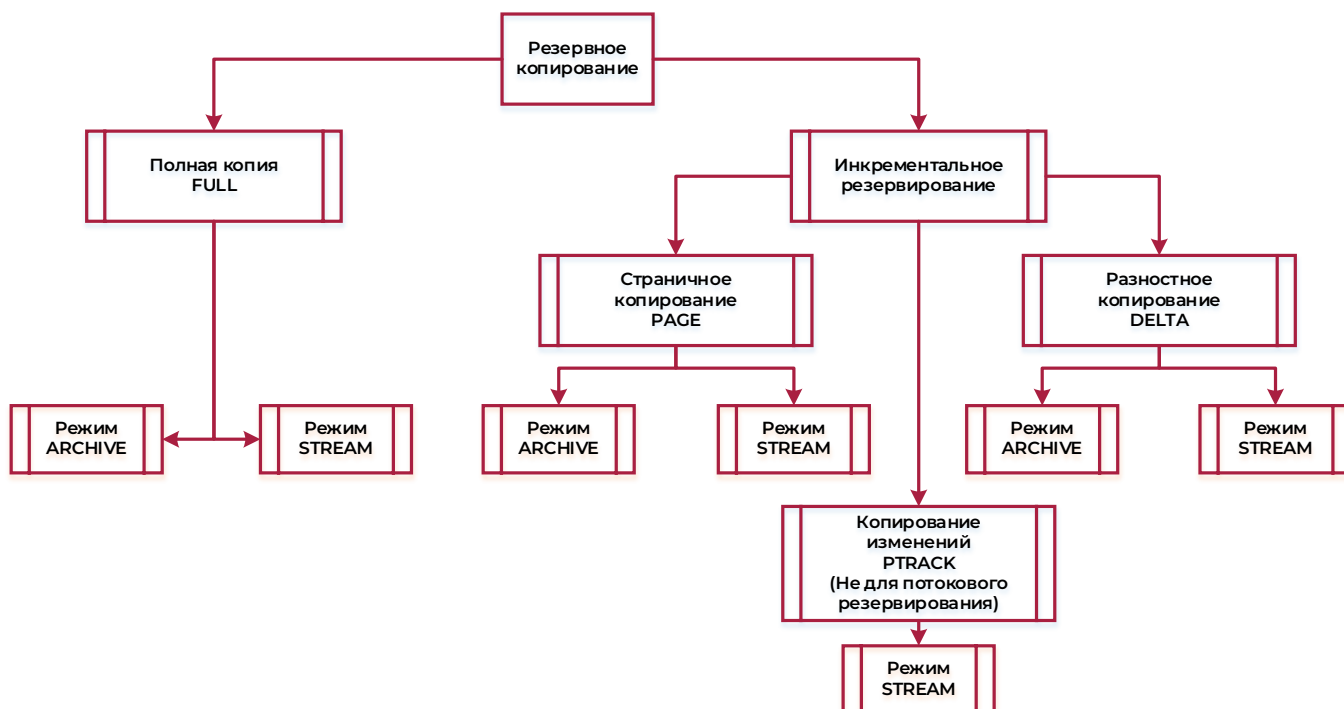 Резервное
копирование
Полная копия
FULL
Инкрементальное
резервирование
Страничное
копирование
PAGE
Разностное
копирование
DELTA
Режим
ARCHIVE
Режим
STREAM
Режим
ARCHIVE
Режим
STREAM
Режим
ARCHIVE
Режим
STREAM
Копирование
изменений
PTRACK
(Не для потокового
резервирования)
Режим
STREAM